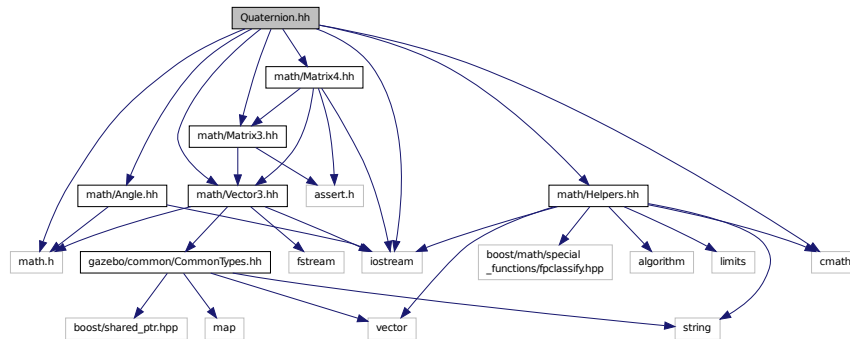 Quaternion.hh
math/Matrix4.hh
math/Matrix3.hh
math/Angle.hh
math/Vector3.hh
assert.h
math/Helpers.hh
math.h
gazebo/common/CommonTypes.hh
fstream
iostream
boost/math/special
_functions/fpclassify.hpp
algorithm
limits
cmath
boost/shared_ptr.hpp
map
vector
string